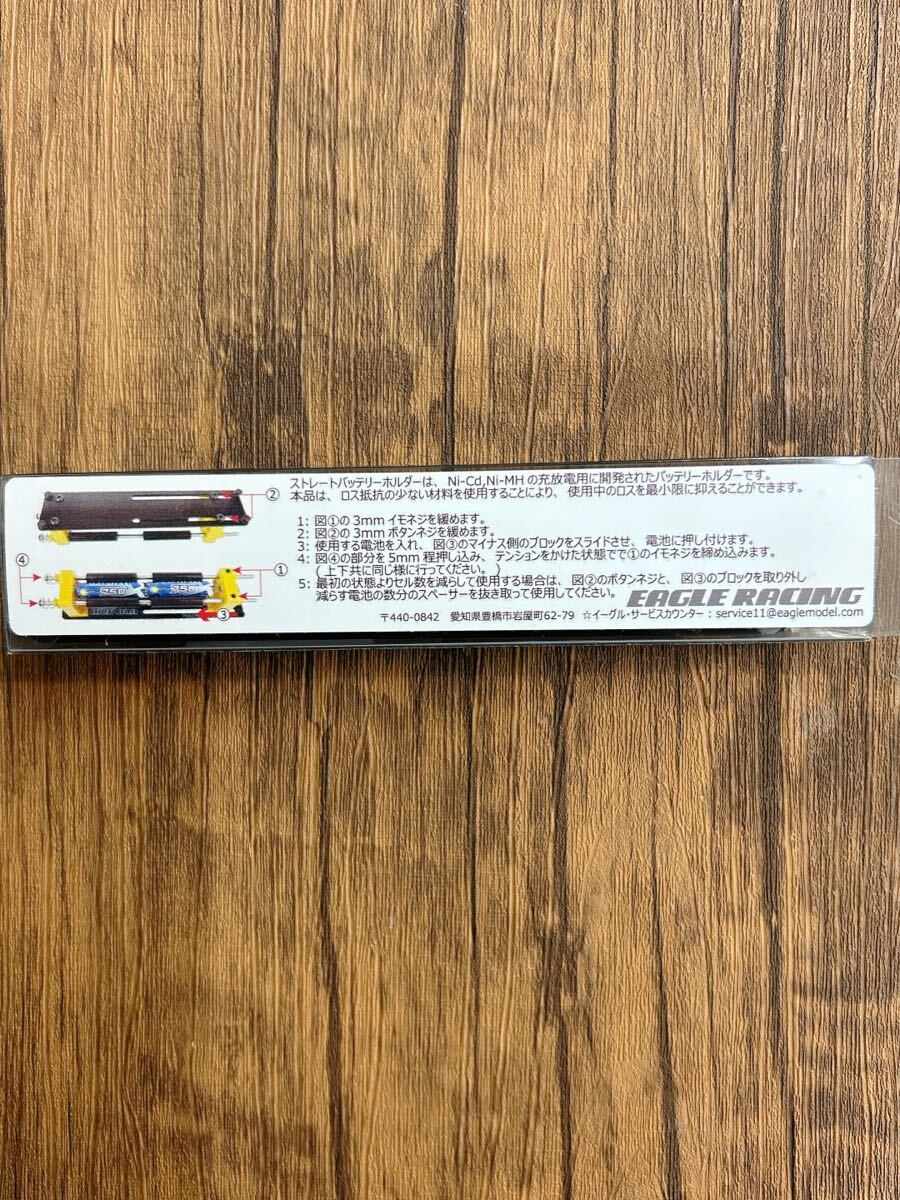 ストレートバッテリーホルダーは、 Ni-Cd,Ni-MH の充放電用に開発されたバッテリーホルダーです。
本品は、 ロス抵抗の少ない材料を使用することにより、 使用中のロスを最小限に抑えることができます。
②
1: 図①の 3mm イモネジを緩めます。
2: 図②の 3mm ボタンネジを緩めます。
3: 使用する電池を入れ、 図③のマイナス側のブロックをスライドさせ、 電池に押し付けます。
4: 図④の部分を 5mm 程押し込み、 テンションをかけた状態でで①のイモネジを締め込みます。
( 上下共に同じ様に行ってください。 )
5: 最初の状態よりセル数を減らして使用する場合は、 図②のボタンネジと、 図③のブロックを取り外し
減らす電池の数分のスペーサーを抜き取って使用してください。
④
①
750 750
③
EAGLE RACING
〒440-0842 愛知県豊橋市岩屋町62-79 ☆イーグル・サービスカウンター : service11@eaglemodel.com